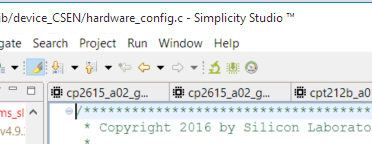 ib/device_CSEN/hardware_config.c - Simplicity Studio ™
gate Search Project Run Window Help
cp2615_a02_g... cp2615_a02_g... cpt212b_a0
ms_sl
v4.9.
/****************************************
* Copyright 2016 by Silicon Laborato
*